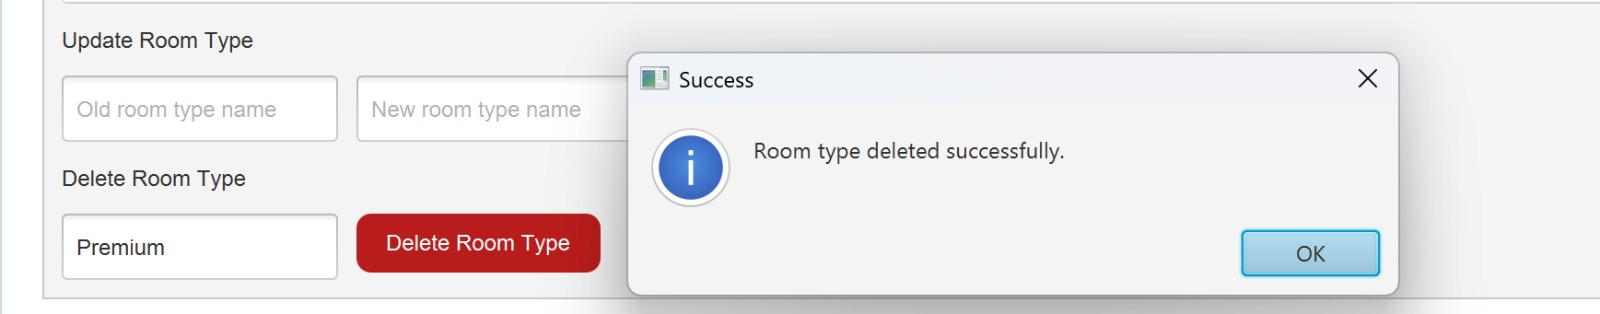 Update Room Type
Success
Old room type name
New room type name
Room type deleted successfully.
Delete Room Type
Premium
Delete Room Type
OK